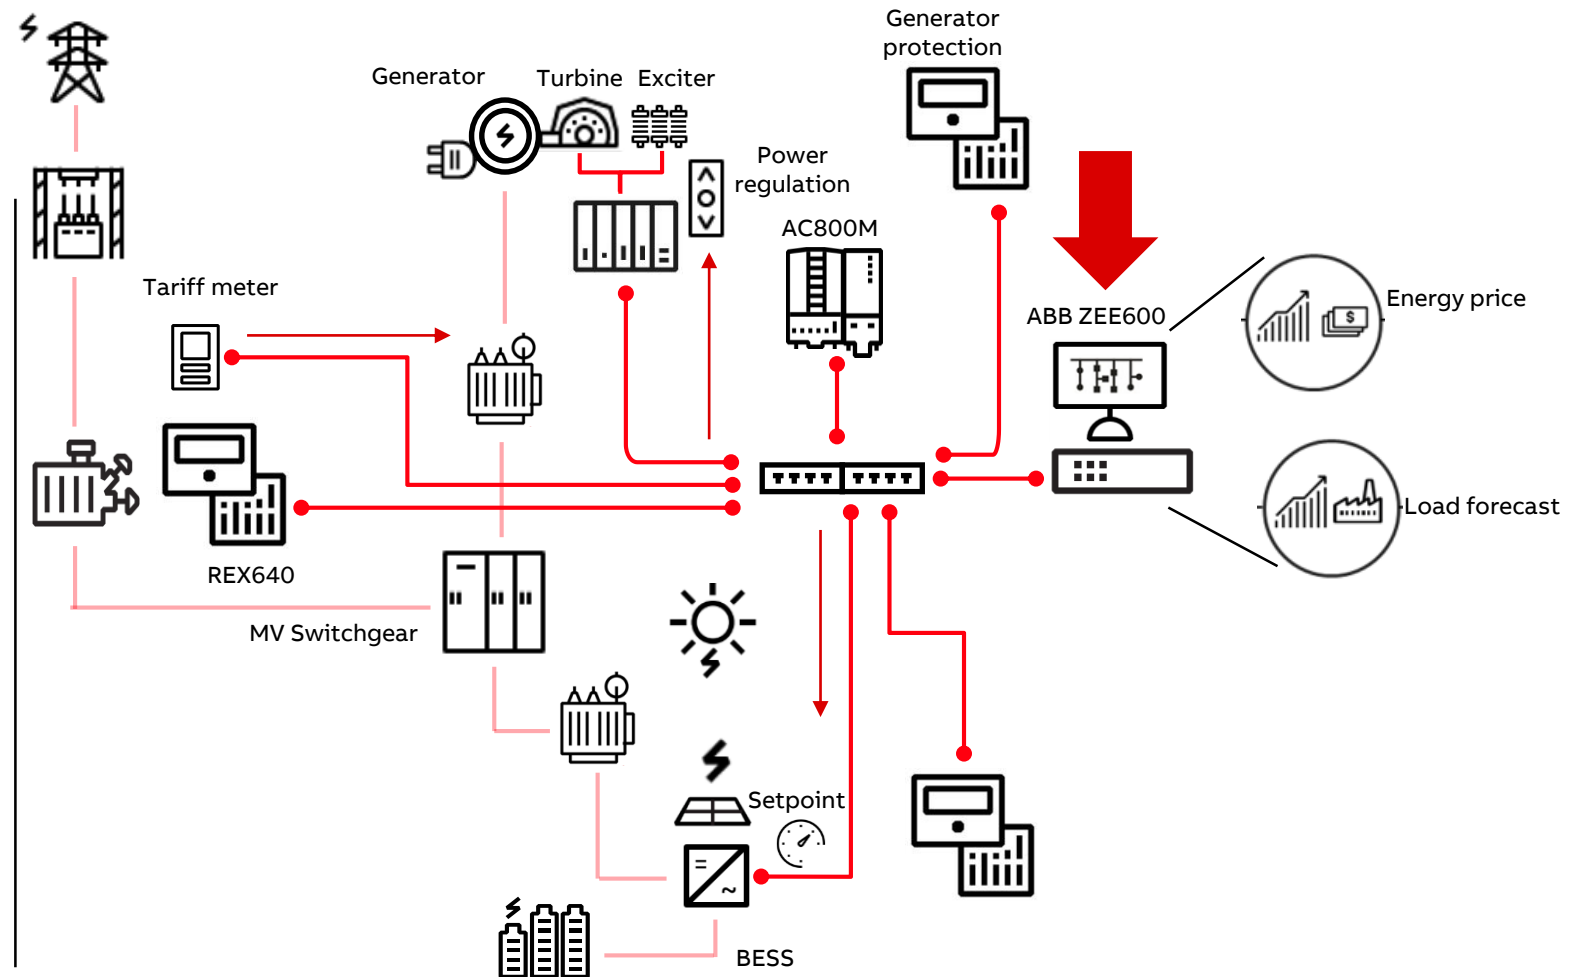 Generator
protection
Generator
Turbine
Exciter
Power
regulation
AC800M
Tariff meter
ABB ZEE600
Energy price
$
Load forecast
REX640
MV Switchgear
Setpoint
=
~
BESS